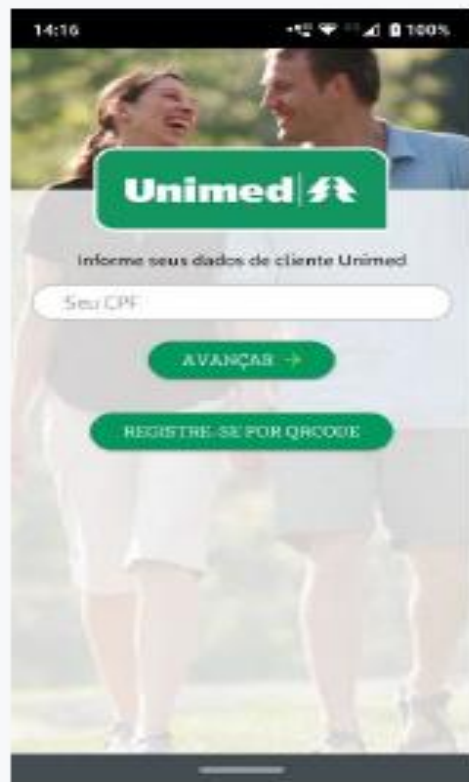 14:16
100%
Unimed
Informe seus dados de cliente Unimed
Seu CPF
AVANÇAR →
REGISTRE-SE POR QRCODE